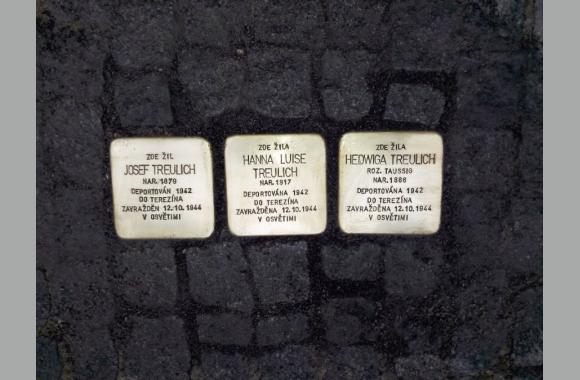 ZDE ŽIL
JOSEF TREULICH
NAR. 1879
DEPORTOVÁN 1942
DO TEREZÍNA
ZAVRAŽDĚN 12.10.1944
V OSVĚTIMI
ZDE ŽILA
HANNA LUISE
TREULICH
NAR. 1917
DEPORTOVÁNA 1942
DO TEREZÍNA
ZAVRAŽDĚNA 12.10.1944
V OSVĚTIMI
ZDE ŽILA
HEDWIGA TREULICH
ROZ. TAUSSIG
NAR. 1886
DEPORTOVÁNA 1942
DO TEREZÍNA
ZAVRAŽDĚNA 12.10.1944
V OSVĚTIMI